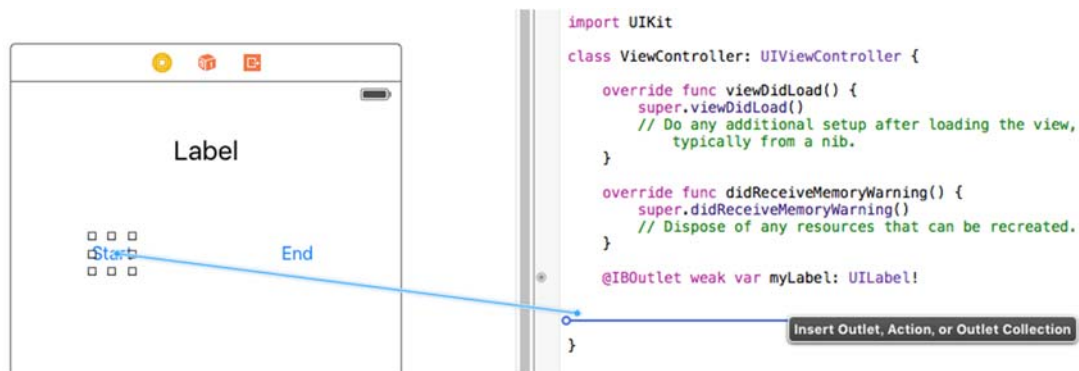 Label
Start
End
import UIKit
class ViewController: UIViewController {
override func viewDidLoad() {
super.viewDidLoad()
// Do any additional setup after loading the view,
typically from a nib.
}
override func didReceiveMemoryWarning() {
super.didReceiveMemoryWarning()
// Dispose of any resources that can be recreated.
}
@IBOutlet weak var myLabel: UILabel!
Insert Outlet, Action, or Outlet Collection
}